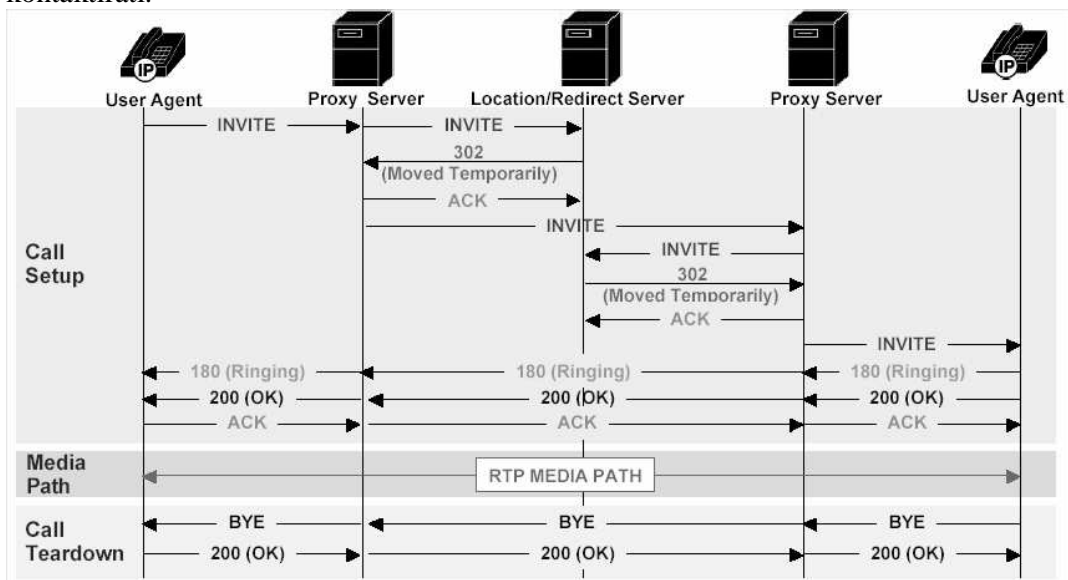 kontaktirati.
IP IP
User Agent Proxy Server Location/Redirect Server Proxy Server User Agent
INVITE INVITE
302
(Moved Temporarily)
ACK
INVITE
Call
Setup
INVITE
302
(Moved Temporarily)
ACK
INVITE
180 (Ringing) 180 (Ringing) 180 (Ringing)
200 (OK) 200 (OK) 200 (OK)
ACK ACK ACK
Media
Path
RTP MEDIA PATH
Call
Teardown
BYE BYE BYE
200 (OK) 200 (OK) 200 (OK)